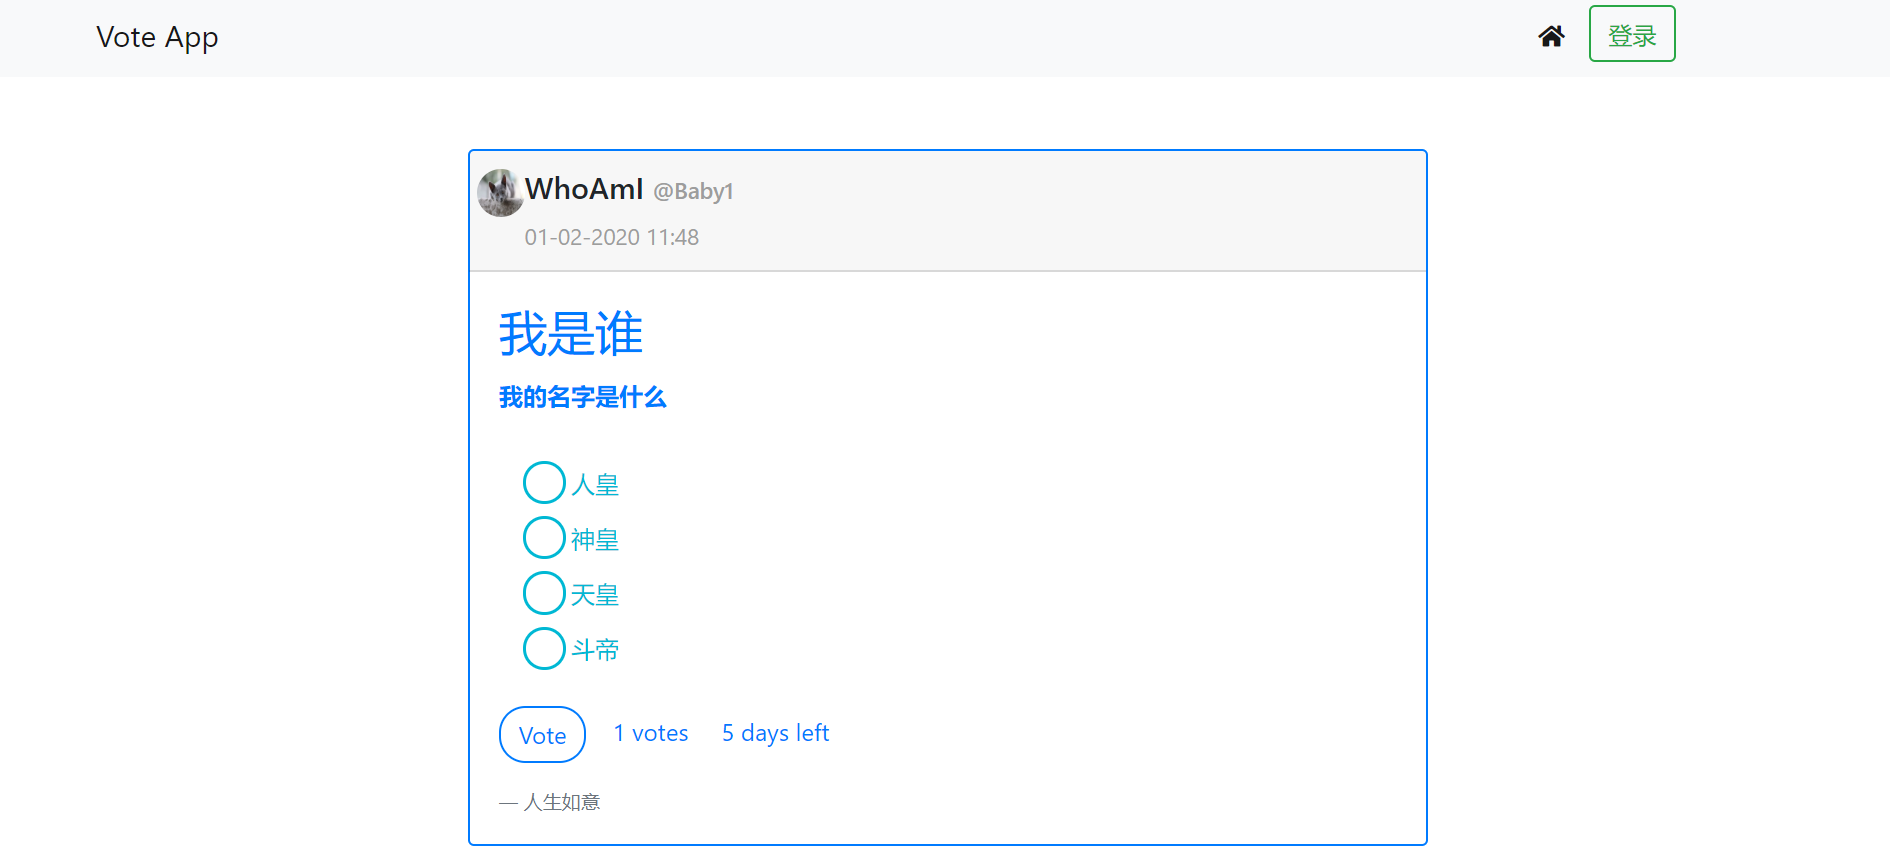 Vote App
登录
WhoAmI @Baby1
01-02-2020 11:48
我是谁
我的名字是什么
人皇
神皇
天皇
斗帝
Vote 1 votes 5 days left
— 人生如意